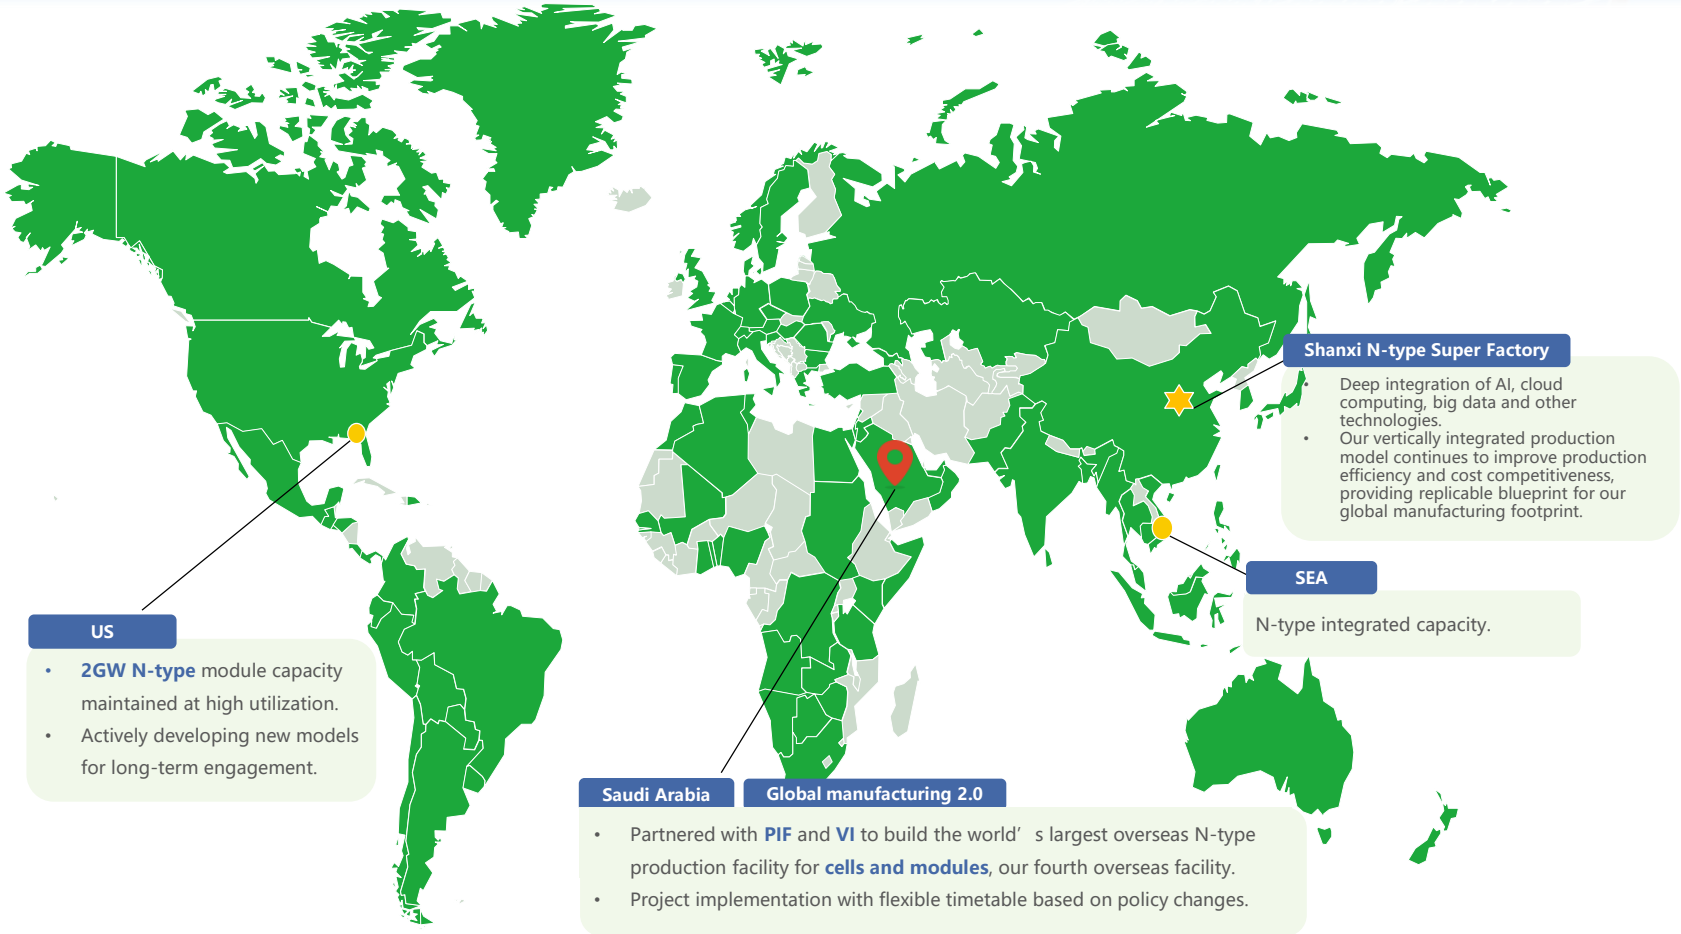 Shanxi N-type Super Factory
• Deep integration of AI, cloud
computing, big data and other
technologies.
• Our vertically integrated production
model continues to improve production
efficiency and cost competitiveness,
providing replicable blueprint for our
global manufacturing footprint.
SEA
N-type integrated capacity.
US
• 2GW N-type module capacity
maintained at high utilization.
• Actively developing new models
for long-term engagement.
Saudi Arabia
Global manufacturing 2.0
• Partnered with PIF and VI to build the world’ s largest overseas N-type
production facility for cells and modules, our fourth overseas facility.
• Project implementation with flexible timetable based on policy changes.